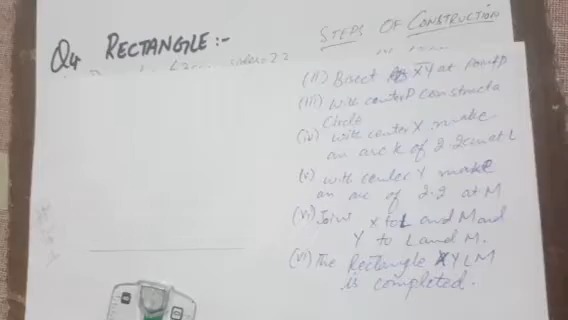 Q4 RECTANGLE:-
STEPS OF CONSTRUCTION
(II) Bisect XY at point P
(III) with center P Construct a
Circle
(iv) with center X make
an arc of 2.2cm at L
(v) with center Y make
an arc of 2.2 at M
(VI) Joins X to L and M and
Y to L and M.
(VI) The Rectangle XYLM
is completed.